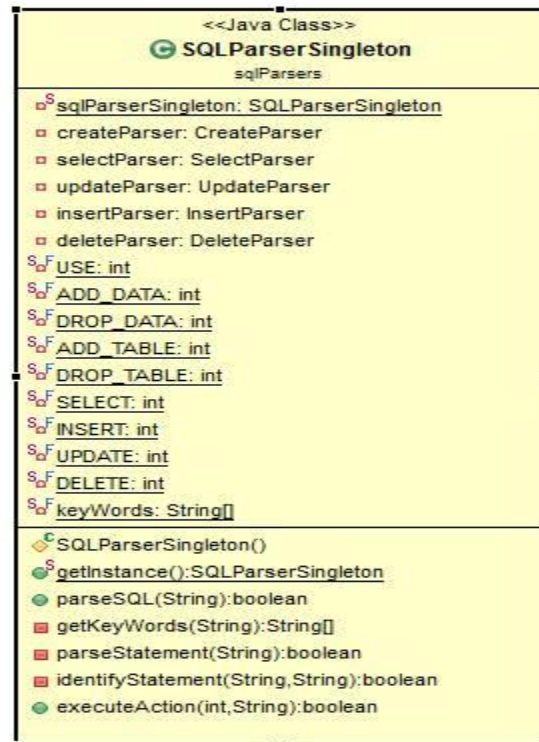 <<Java Class>>
C SQLParserSingleton
sqlParsers
S sqlParserSingleton: SQLParserSingleton
createParser: CreateParser
selectParser: SelectParser
updateParser: UpdateParser
insertParser: InsertParser
deleteParser: DeleteParser
S F USE: int
S F ADD_DATA: int
S F DROP_DATA: int
S F ADD_TABLE: int
S F DROP_TABLE: int
S F SELECT: int
S F INSERT: int
S F UPDATE: int
S F DELETE: int
S F keyWords: String[]
C SQLParserSingleton()
S getInstance():SQLParserSingleton
parseSQL(String):boolean
getKeyWords(String):String[]
parseStatement(String):boolean
identifyStatement(String,String):boolean
executeAction(int,String):boolean